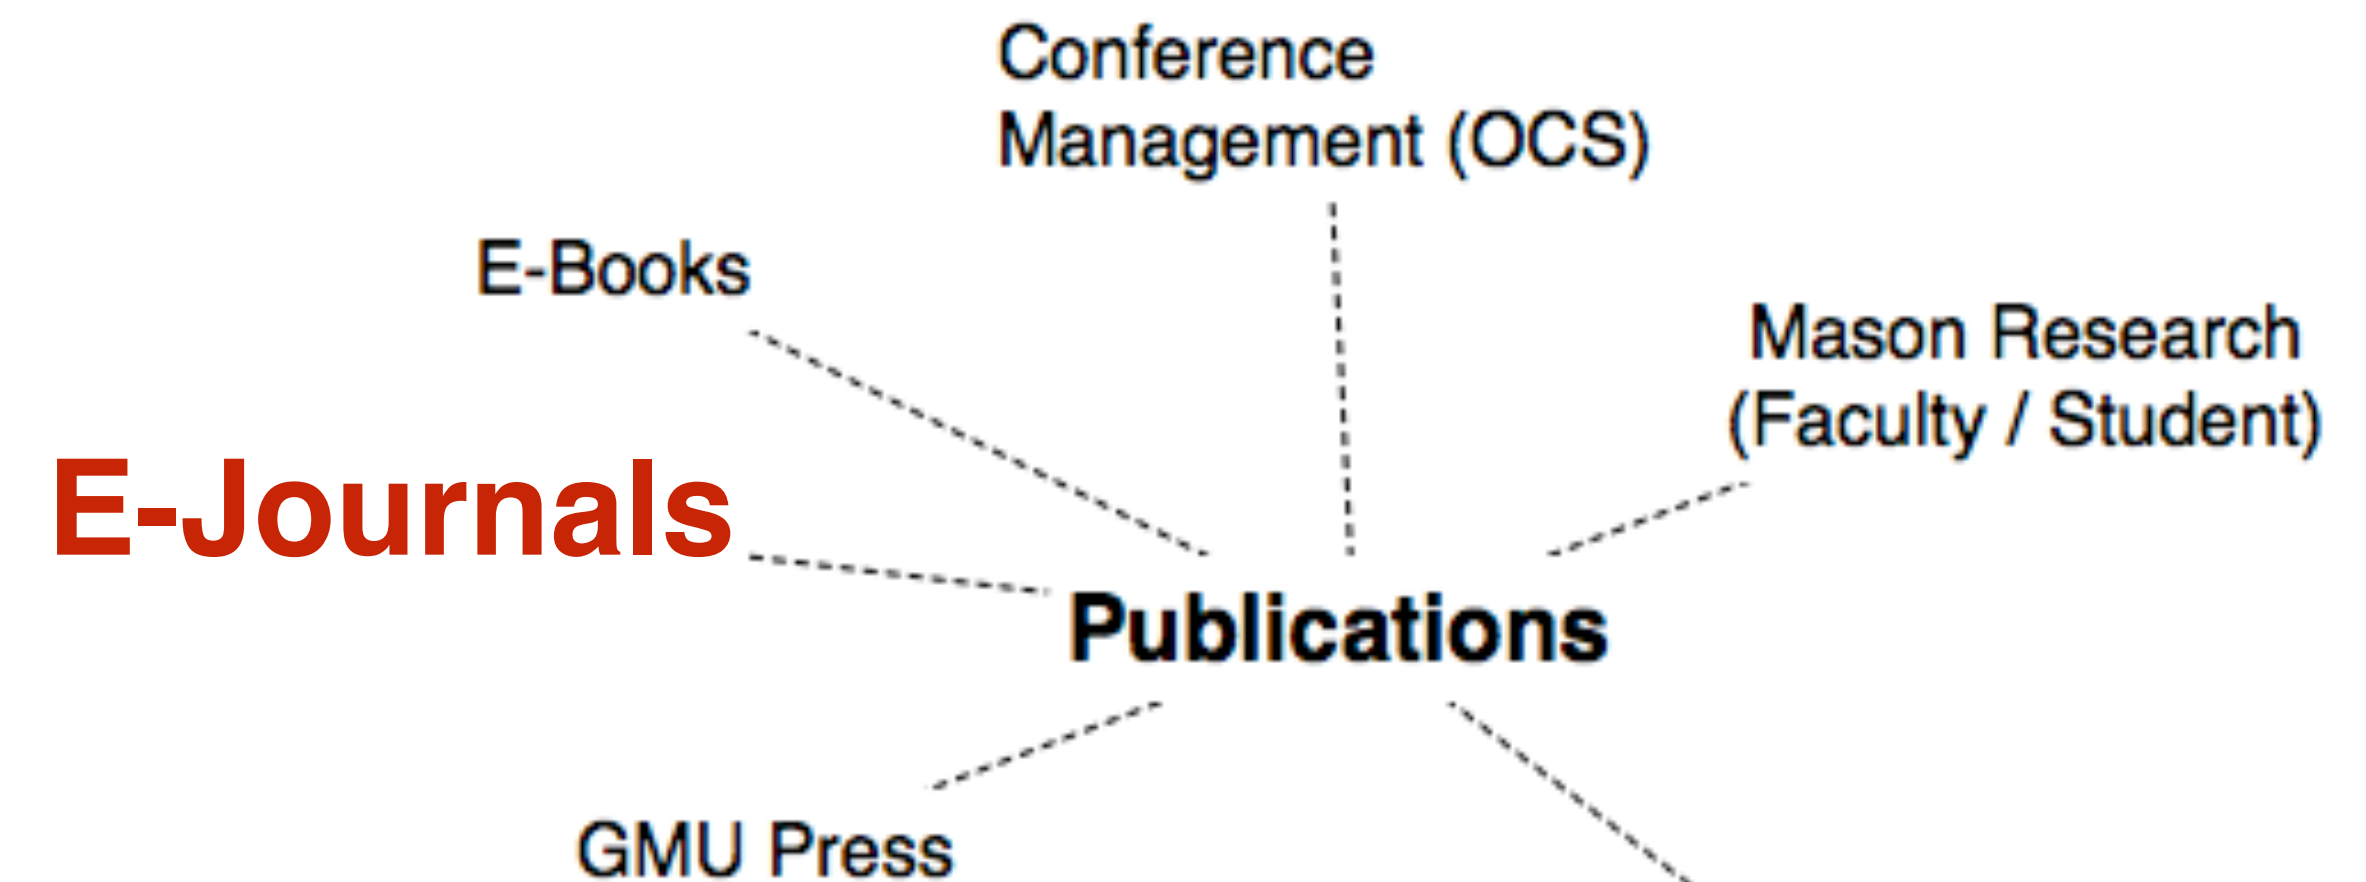 Conference
Management (OCS)
E-Books
Mason Research
(Faculty / Student)
E-Journals
Publications
GMU Press